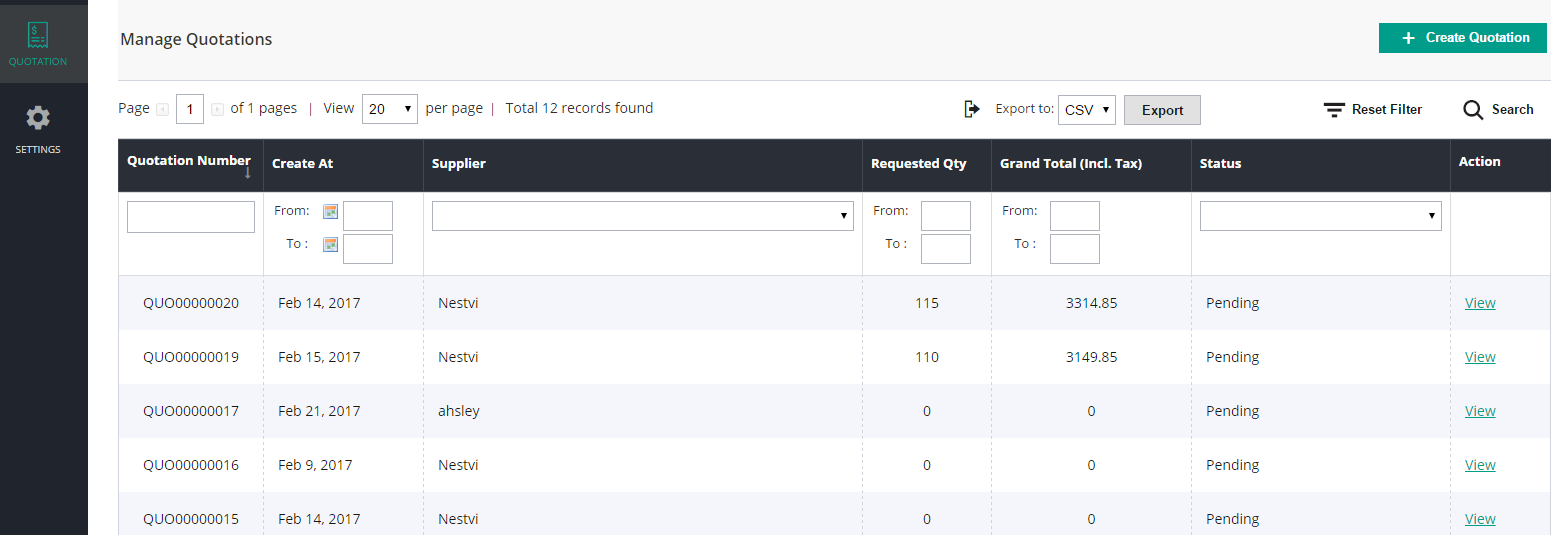 QUOTATION
SETTINGS
Manage Quotations
+ Create Quotation
Page 1 of 1 pages | View 20 per page | Total 12 records found Export to: CSV Export Reset Filter Search
Quotation Number Create At Supplier Requested Qty Grand Total (Incl. Tax) Status Action
From: From: From:
To : To : To :
QUO00000020 Feb 14, 2017 Nestvi 115 3314.85 Pending View
QUO00000019 Feb 15, 2017 Nestvi 110 3149.85 Pending View
QUO00000017 Feb 21, 2017 ahsley 0 0 Pending View
QUO00000016 Feb 9, 2017 Nestvi 0 0 Pending View
QUO00000015 Feb 14, 2017 Nestvi 0 0 Pending View